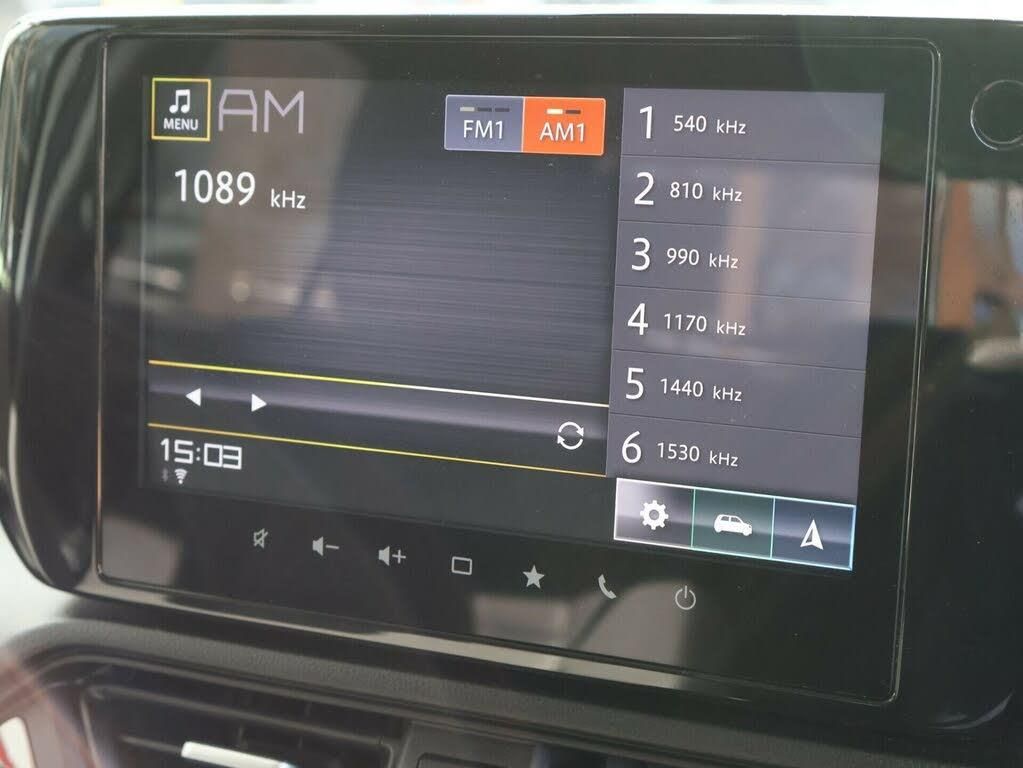 MENU
AM
FM1
AM1
1089 kHz
1 540 kHz
2 810 kHz
3 990 kHz
4 1170 kHz
5 1440 kHz
6 1530 kHz
15:03